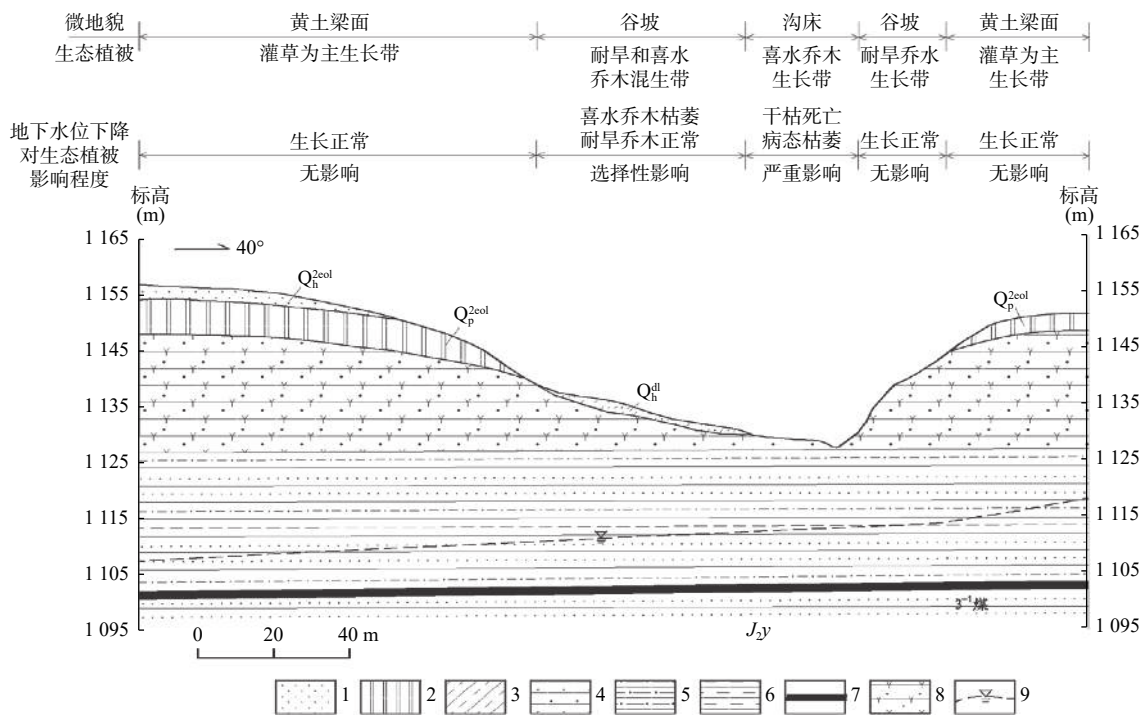 微地貌 黄土梁面 谷坡 沟床 谷坡 黄土梁面
生态植被 灌草为主生长带 耐旱和喜水 喜水乔木 耐旱乔水 灌草为主
乔木混生带 生长带 生长带 生长带
喜水乔木枯萎 干枯死亡
地下水位下降 生长正常 耐旱乔木正常 病态枯萎 生长正常 生长正常
对生态植被
影响程度 无影响 选择性影响 严重影响 无影响 无影响
标高 标高
(m) (m)
1 165 40° 1 165
Q_h^{2eol} Q_p^{2eol}
1 155 1 155
Q_p^{2eol}
1 145 1 145
Q_h^{dl}
1 135 1 135
1 125 1 125
1 115 1 115
1 105 1 105
3⁻¹煤
1 095 1 095
0 20 40 m J₂y
1 2 3 4 5 6 7 8 9